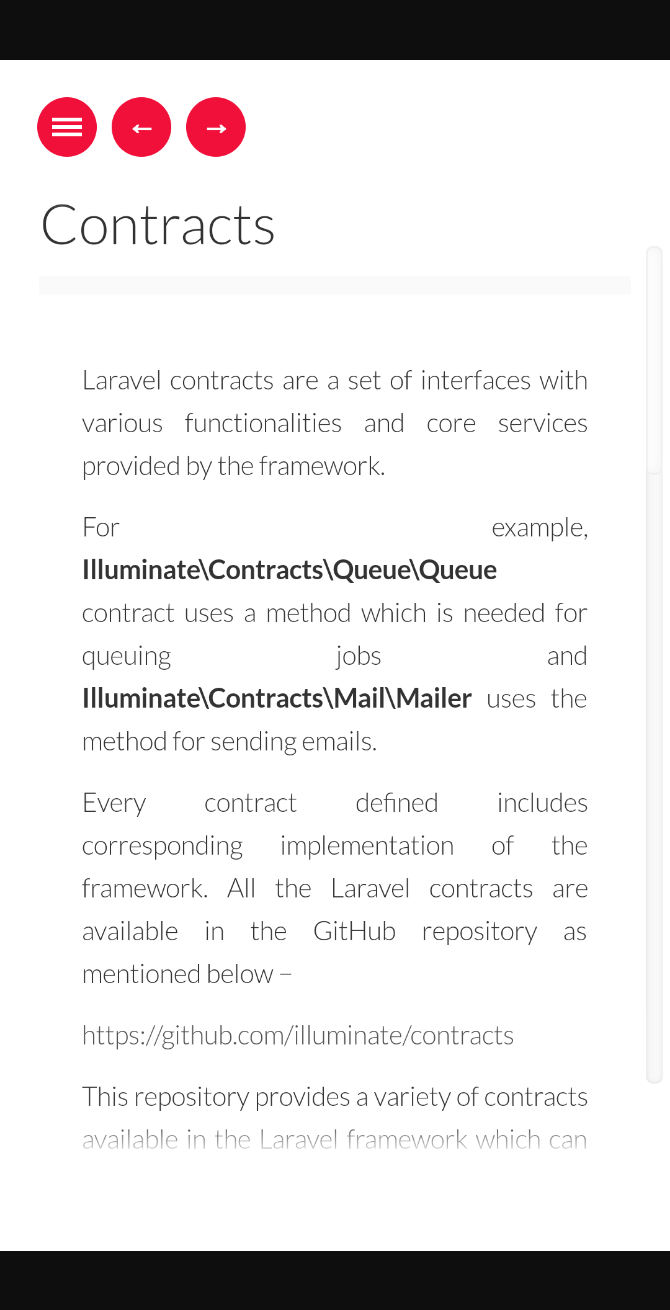 Contracts
Laravel contracts are a set of interfaces with
various functionalities and core services
provided by the framework.
For example,
Illuminate\Contracts\Queue\Queue
contract uses a method which is needed for
queuing jobs and
Illuminate\Contracts\Mail\Mailer uses the
method for sending emails.
Every contract defined includes
corresponding implementation of the
framework. All the Laravel contracts are
available in the GitHub repository as
mentioned below –
https://github.com/illuminate/contracts
This repository provides a variety of contracts
available in the Laravel framework which can